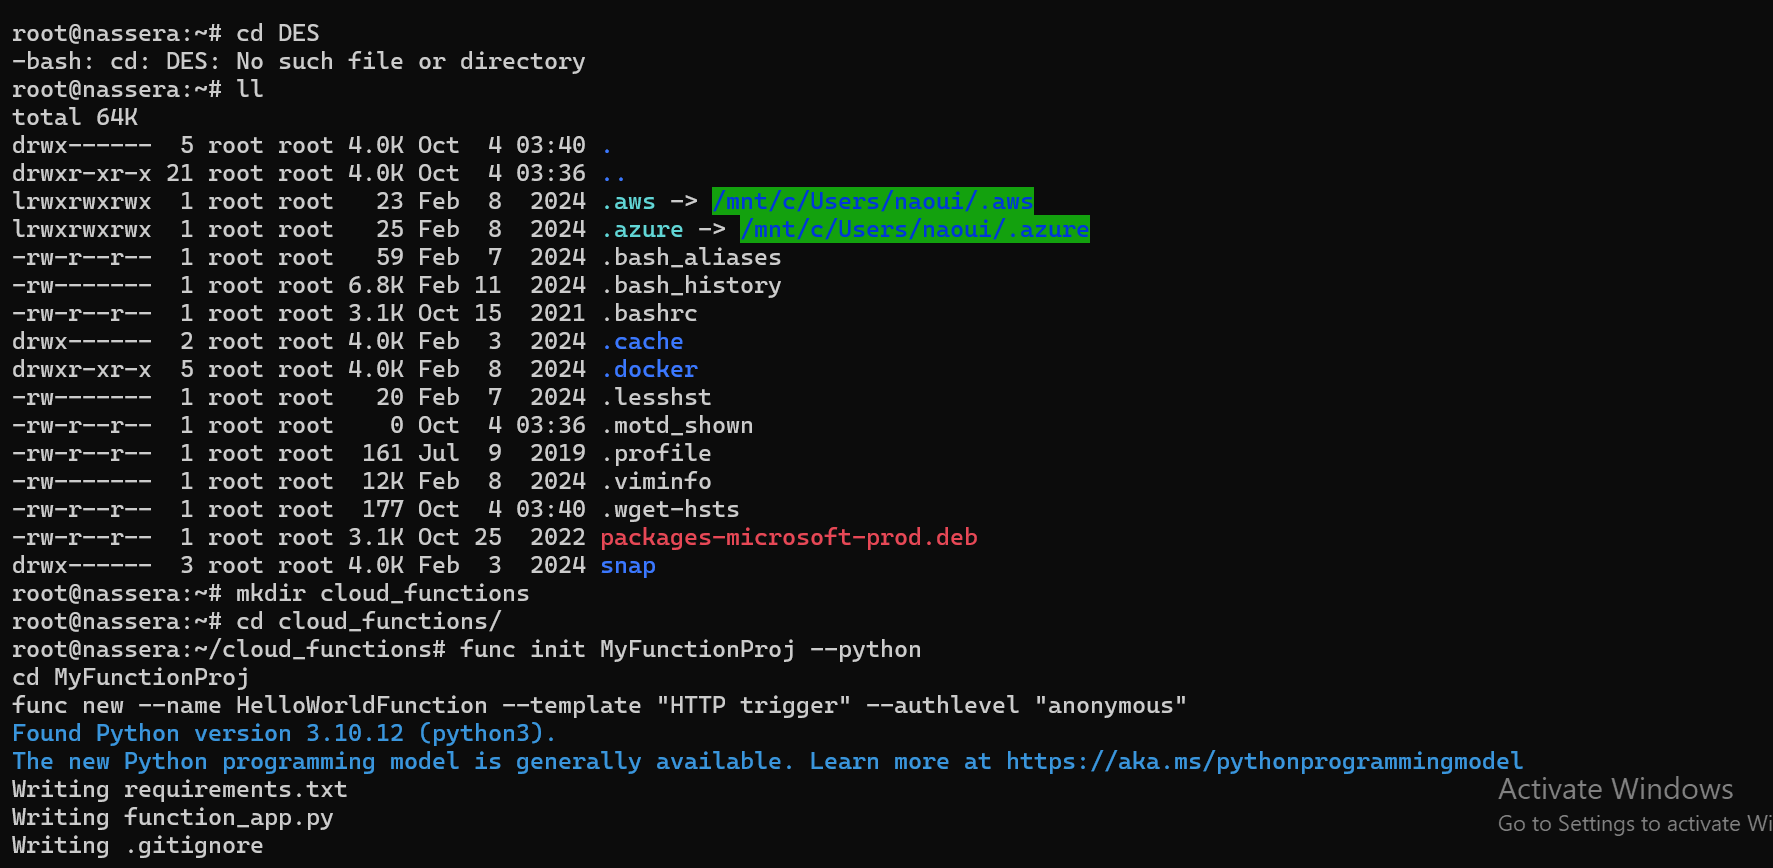 root@nassera:~# cd DES
-bash: cd: DES: No such file or directory
root@nassera:~# ll
total 64K
drwx------  5 root root 4.0K Oct  4 03:40 .
drwxr-xr-x 21 root root 4.0K Oct  4 03:36 ..
lrwxrwxrwx  1 root root   23 Feb  8  2024 .aws -> /mnt/c/Users/naoui/.aws
lrwxrwxrwx  1 root root   25 Feb  8  2024 .azure -> /mnt/c/Users/naoui/.azure
-rw-r--r--  1 root root   59 Feb  7  2024 .bash_aliases
-rw-------  1 root root 6.8K Feb 11  2024 .bash_history
-rw-r--r--  1 root root 3.1K Oct 15  2021 .bashrc
drwx------  2 root root 4.0K Feb  3  2024 .cache
drwxr-xr-x  5 root root 4.0K Feb  8  2024 .docker
-rw-------  1 root root   20 Feb  7  2024 .lesshst
-rw-r--r--  1 root root    0 Oct  4 03:36 .motd_shown
-rw-r--r--  1 root root  161 Jul  9  2019 .profile
-rw-------  1 root root  12K Feb  8  2024 .viminfo
-rw-r--r--  1 root root  177 Oct  4 03:40 .wget-hsts
-rw-r--r--  1 root root 3.1K Oct 25  2022 packages-microsoft-prod.deb
drwx------  3 root root 4.0K Feb  3  2024 snap
root@nassera:~# mkdir cloud_functions
root@nassera:~# cd cloud_functions/
root@nassera:~/cloud_functions# func init MyFunctionProj --python
cd MyFunctionProj
func new --name HelloWorldFunction --template "HTTP trigger" --authlevel "anonymous"
Found Python version 3.10.12 (python3).
The new Python programming model is generally available. Learn more at https://aka.ms/pythonprogrammingmodel
Writing requirements.txt
Writing function_app.py
Writing .gitignore
Activate Windows
Go to Settings to activate Wi